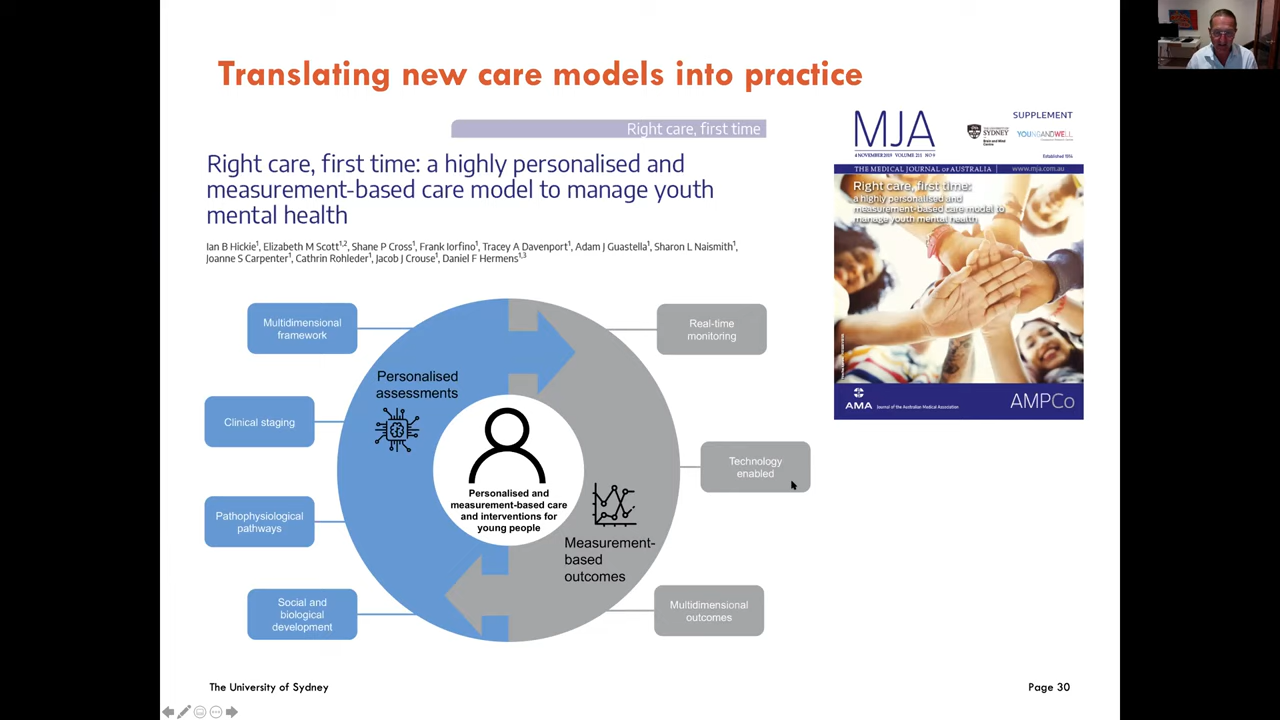 Translating new care models into practice
Right care, first time
Right care, first time: a highly personalised and
measurement-based care model to manage youth
mental health
Ian B Hickie1, Elizabeth M Scott1,2, Shane P Cross1, Frank Iorfino1, Tracey A Davenport1, Adam J Guastella1, Sharon L Naismith1,
Joanne S Carpenter1, Cathrin Rohleder1, Jacob J Crouse1, Daniel F Hermens1,3
SUPPLEMENT
MJA
SYDNEY
YOUNGANDWELL
4 NOVEMBER 2019 VOLUME 211 NO 9
Established 1914
THE MEDICAL JOURNAL OF AUSTRALIA
www.mja.com.au
Right care, first time:
a highly personalised and
measurement-based care model to
manage youth mental health
AMA
Journal of the Australian Medical Association
AMPCo
Multidimensional
framework
Clinical staging
Pathophysiological
pathways
Social and
biological
development
Personalised
assessments
Personalised and
measurement-based care
and interventions for
young people
Measurement-
based
outcomes
Real-time
monitoring
Technology
enabled
Multidimensional
outcomes
The University of Sydney
Page 30